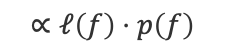 ∝ ℓ(f) · p(f)